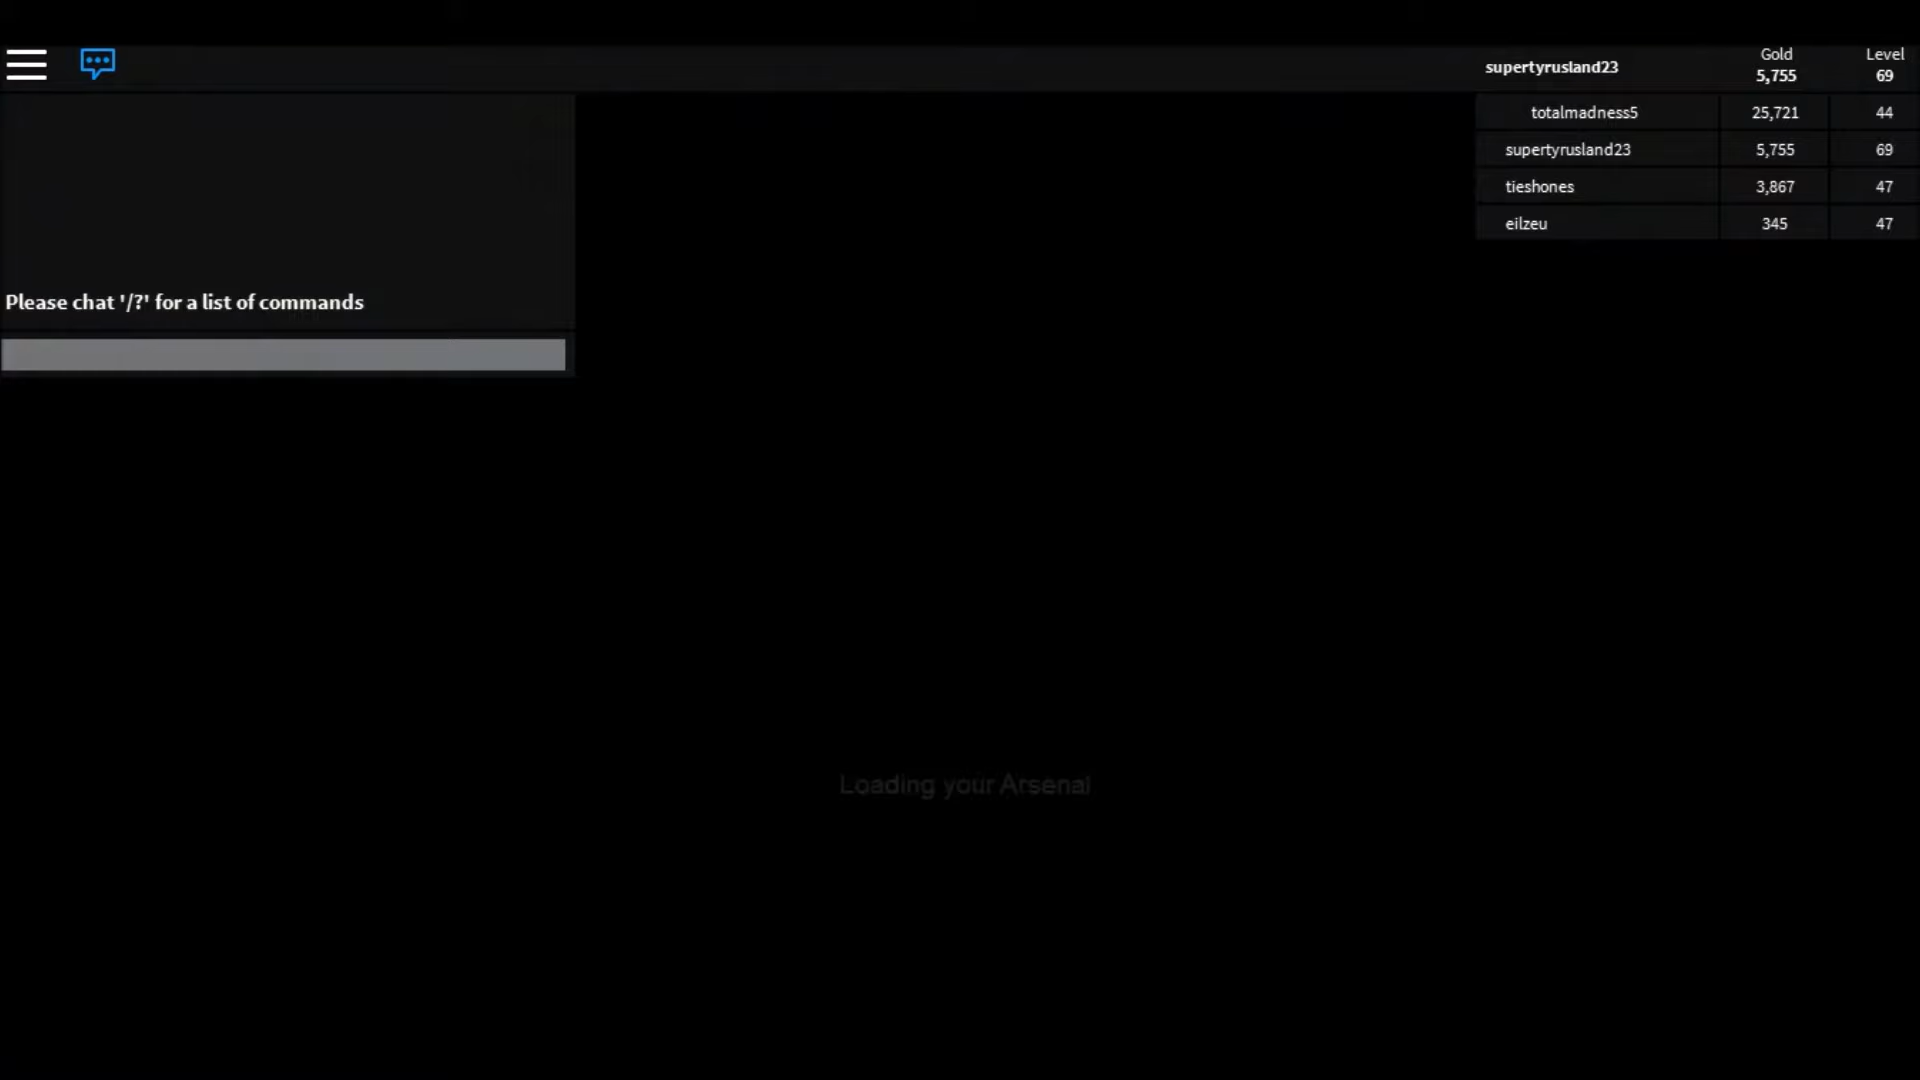 supertyrusland23 Gold Level
5,755 69
totalmadness5 25,721 44
supertyrusland23 5,755 69
tieshones 3,867 47
eilzeu 345 47
Please chat '/?' for a list of commands
Loading your Arsenal